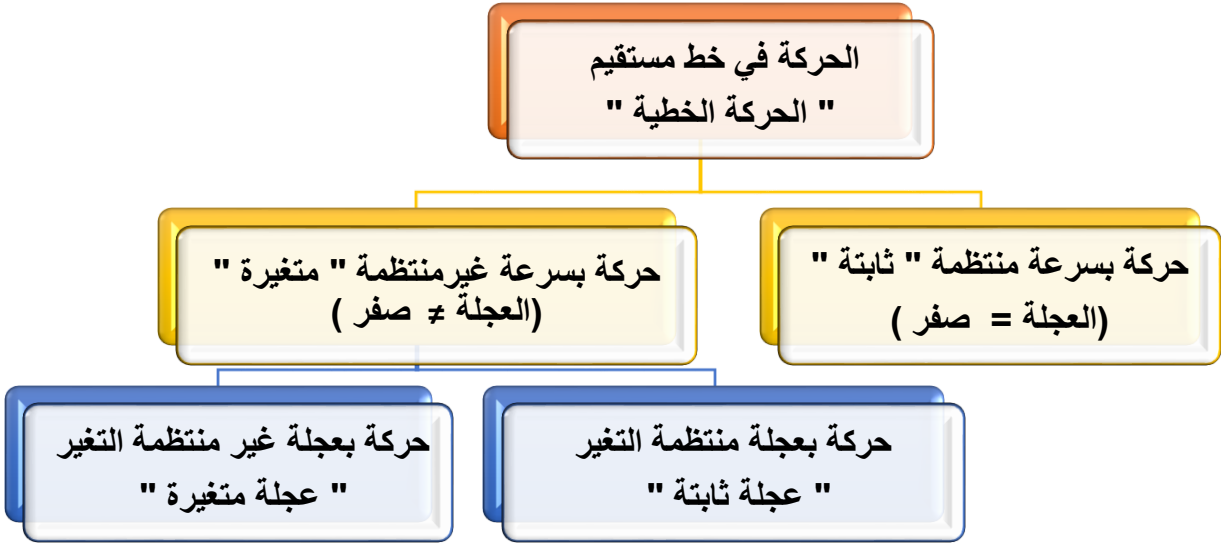 الحركة في خط مستقيم
" الحركة الخطية "
حركة بسرعة منتظمة " ثابتة "
(العجلة = صفر )
حركة بسرعة غيرمنتظمة " متغيرة "
(العجلة ≠ صفر )
حركة بعجلة منتظمة التغير
" عجلة ثابتة "
حركة بعجلة غير منتظمة التغير
" عجلة متغيرة "